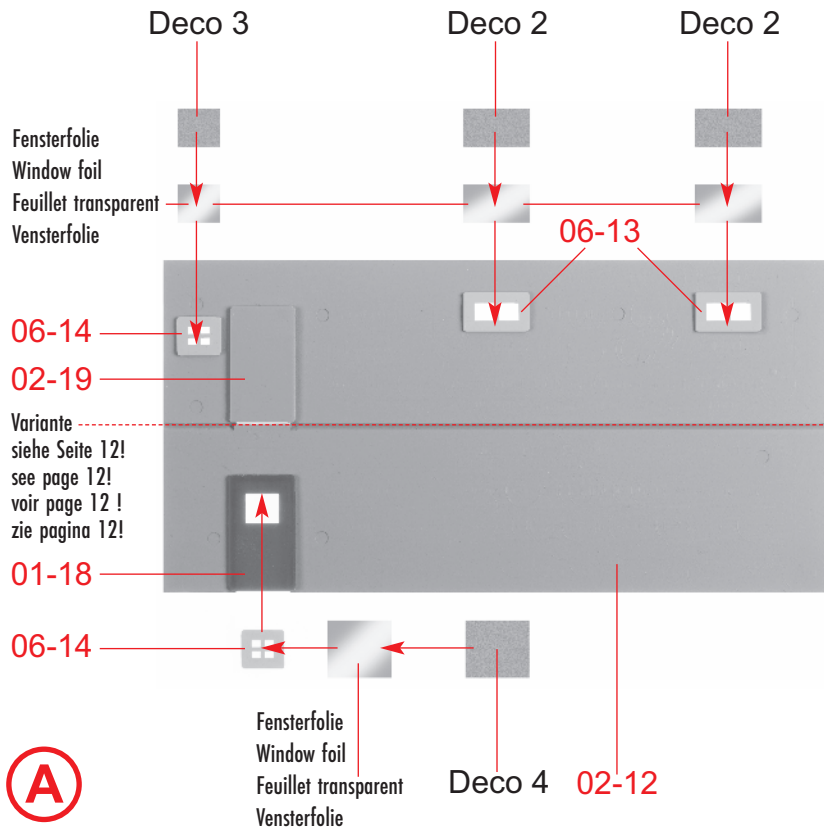 Deco 3
Deco 2
Deco 2
Fensterfolie
Window foil
Feuillet transparent
Vensterfolie
06-13
06-14
02-19
Variante
siehe Seite 12!
see page 12!
voir page 12 !
zie pagina 12!
01-18
06-14
Fensterfolie
Window foil
Feuillet transparent
Vensterfolie
Deco 4
02-12
A